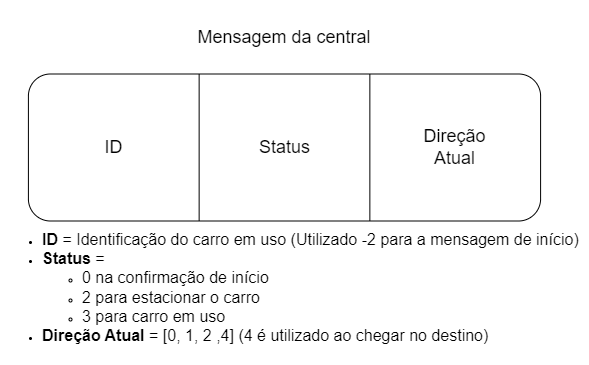 Mensagem da central
ID
Status
Direção
Atual
ID = Identificação do carro em uso (Utilizado -2 para a mensagem de início)
Status =
0 na confirmação de início
2 para estacionar o carro
3 para carro em uso
Direção Atual = [0, 1, 2 ,4] (4 é utilizado ao chegar no destino)